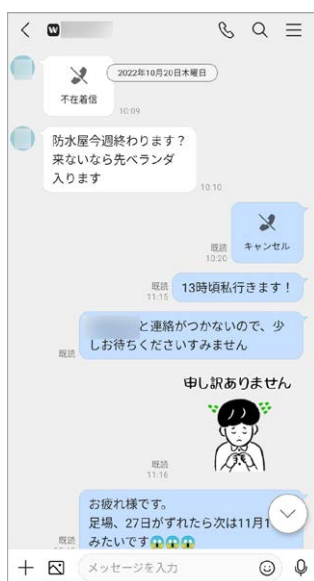 2022年10月20日木曜日
不在着信
10:09
防水屋今週終わります？
来ないなら先ベランダ
入ります
10:10
キャンセル
既読
10:20
13時頃私行きます！
既読
11:15
と連絡がつかないので、少
しお待ちくださいすみません
既読
申し訳ありません
既読
11:16
お疲れ様です。
足場、27日がずれたら次は11月1
みたいです😱😱😱
既読
メッセージを入力